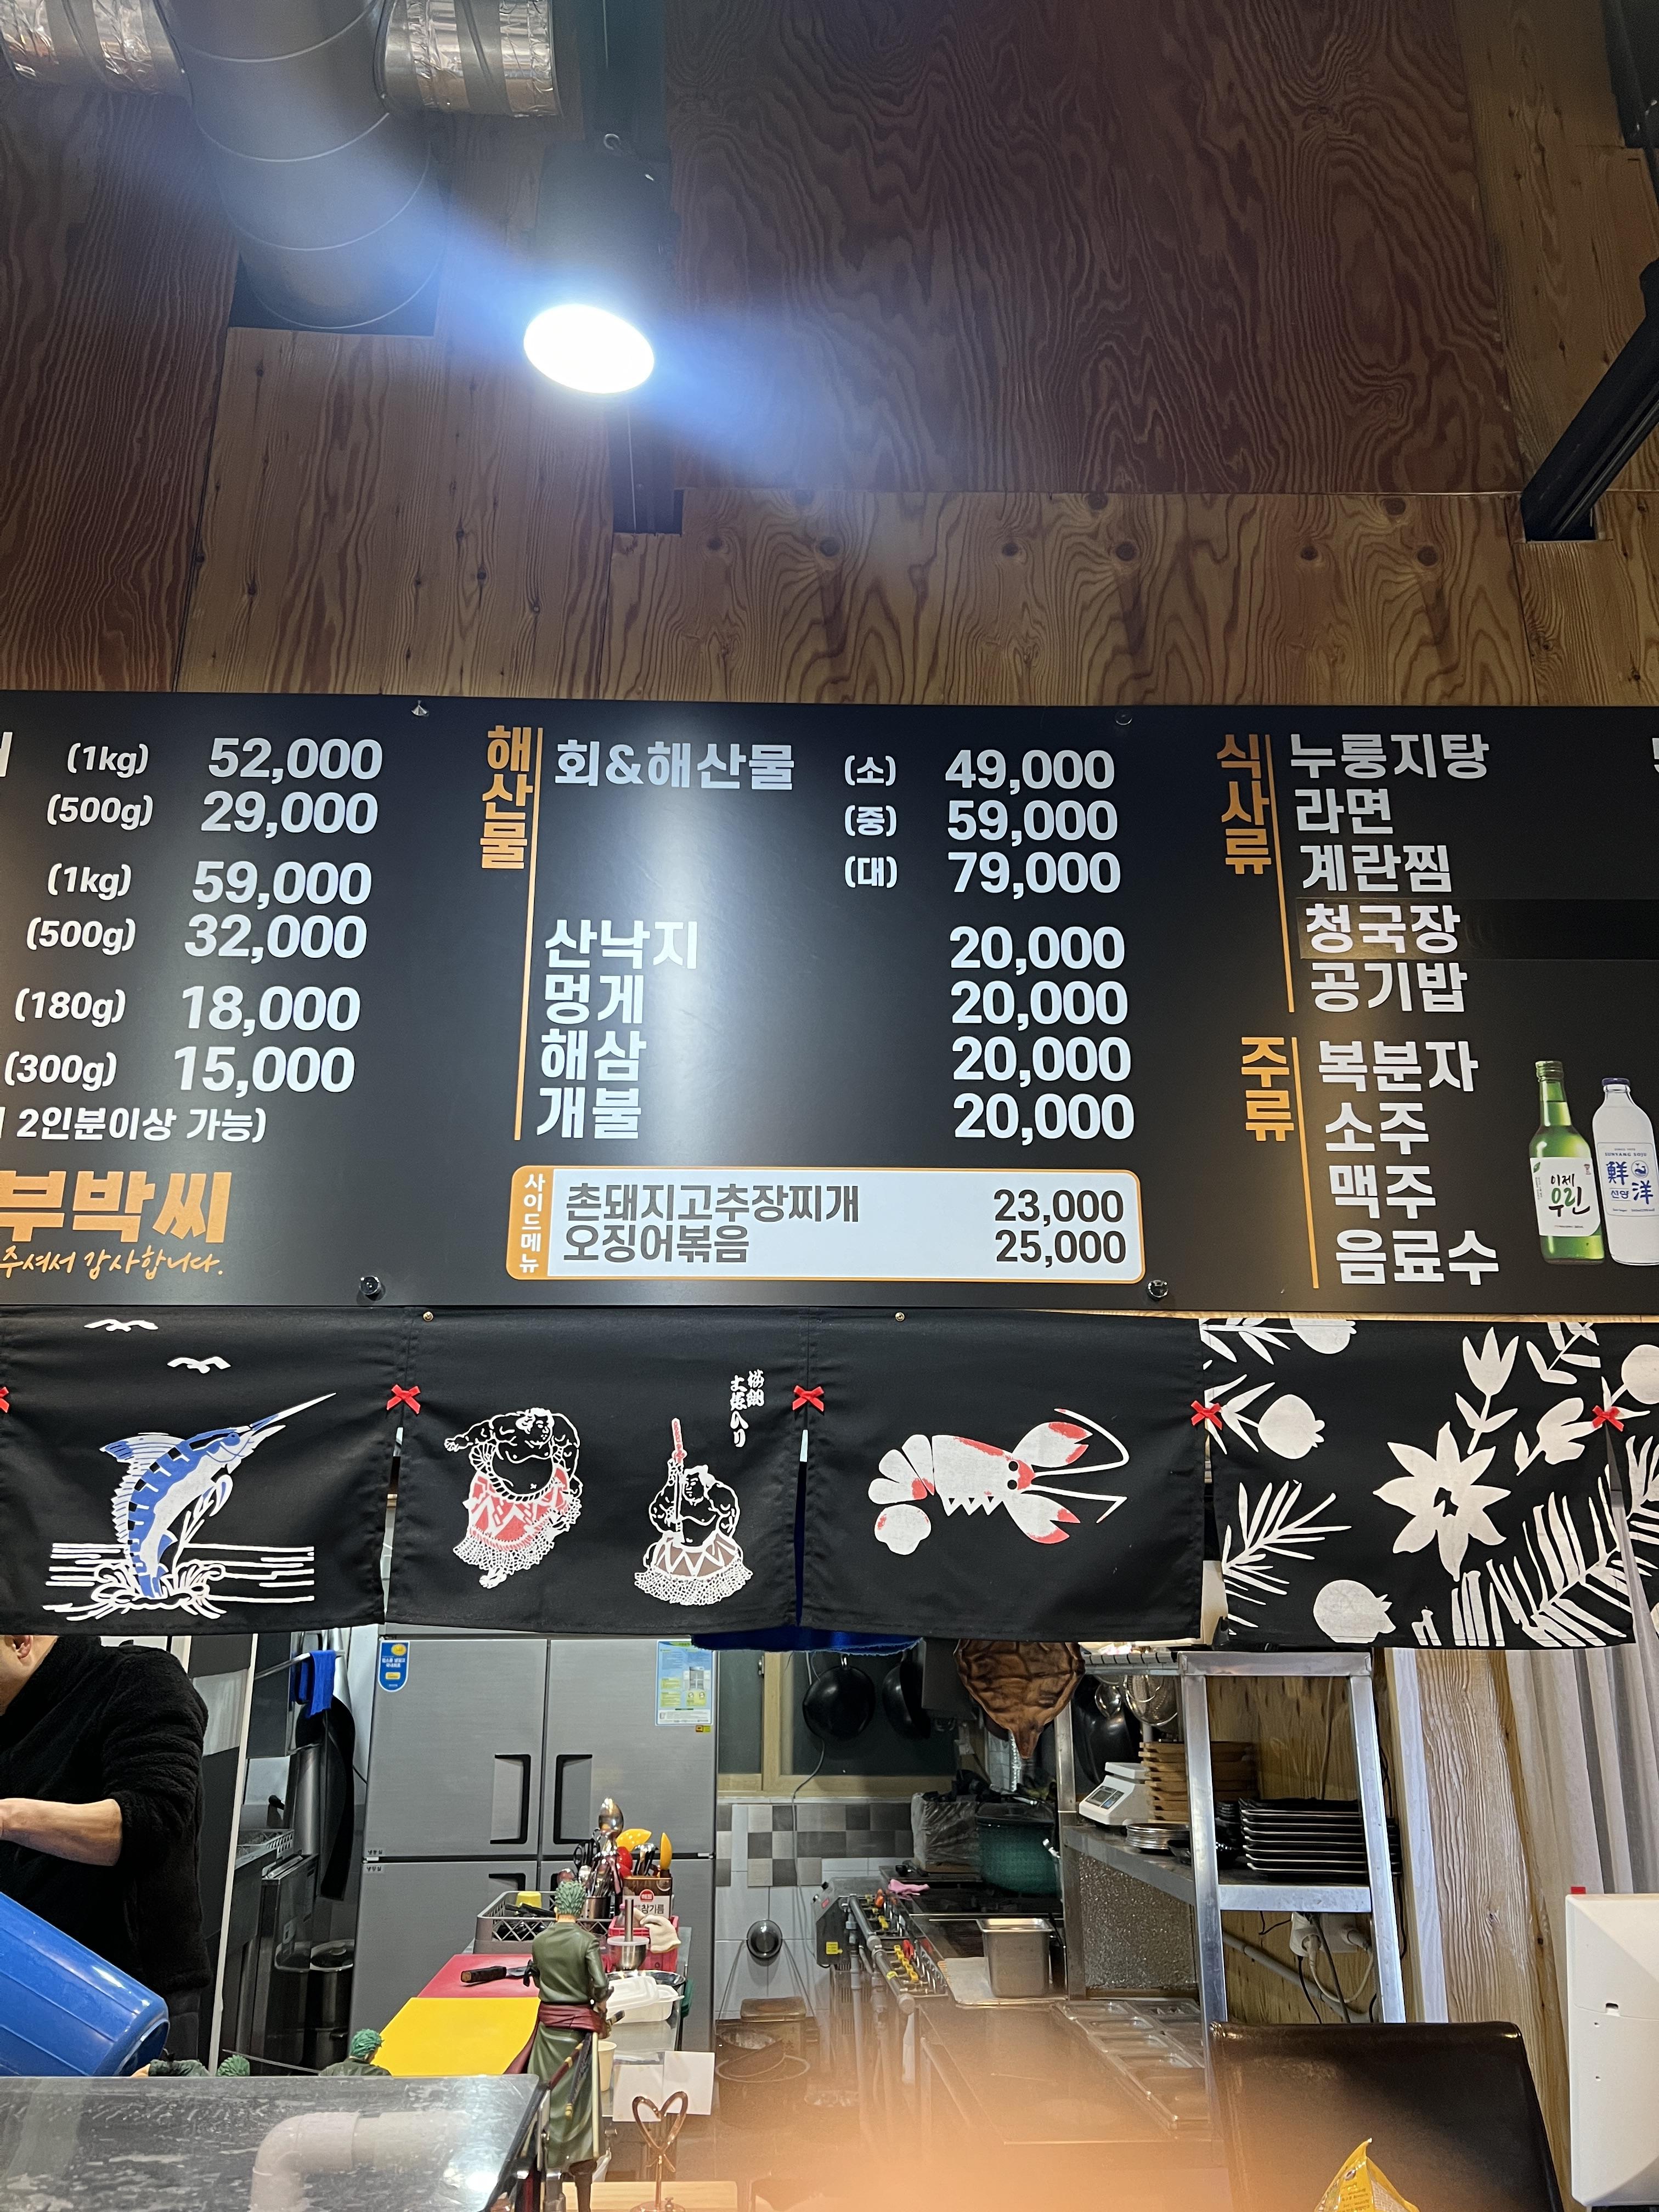 (1kg) 52,000
(500g) 29,000
(1kg) 59,000
(500g) 32,000
(180g) 18,000
(300g) 15,000
2인분이상 가능)
부박씨
주셔서 감사합니다.
해산물
회&해산물 (소) 49,000
(중) 59,000
(대) 79,000
산낙지 20,000
멍게 20,000
해삼 20,000
개불 20,000
사이드메뉴
촌돼지고추장찌개 23,000
오징어볶음 25,000
식사류
누룽지탕
라면
계란찜
청국장
공기밥
주류
복분자
소주
맥주
음료수
이제
우린
鮮洋
선양
참기름